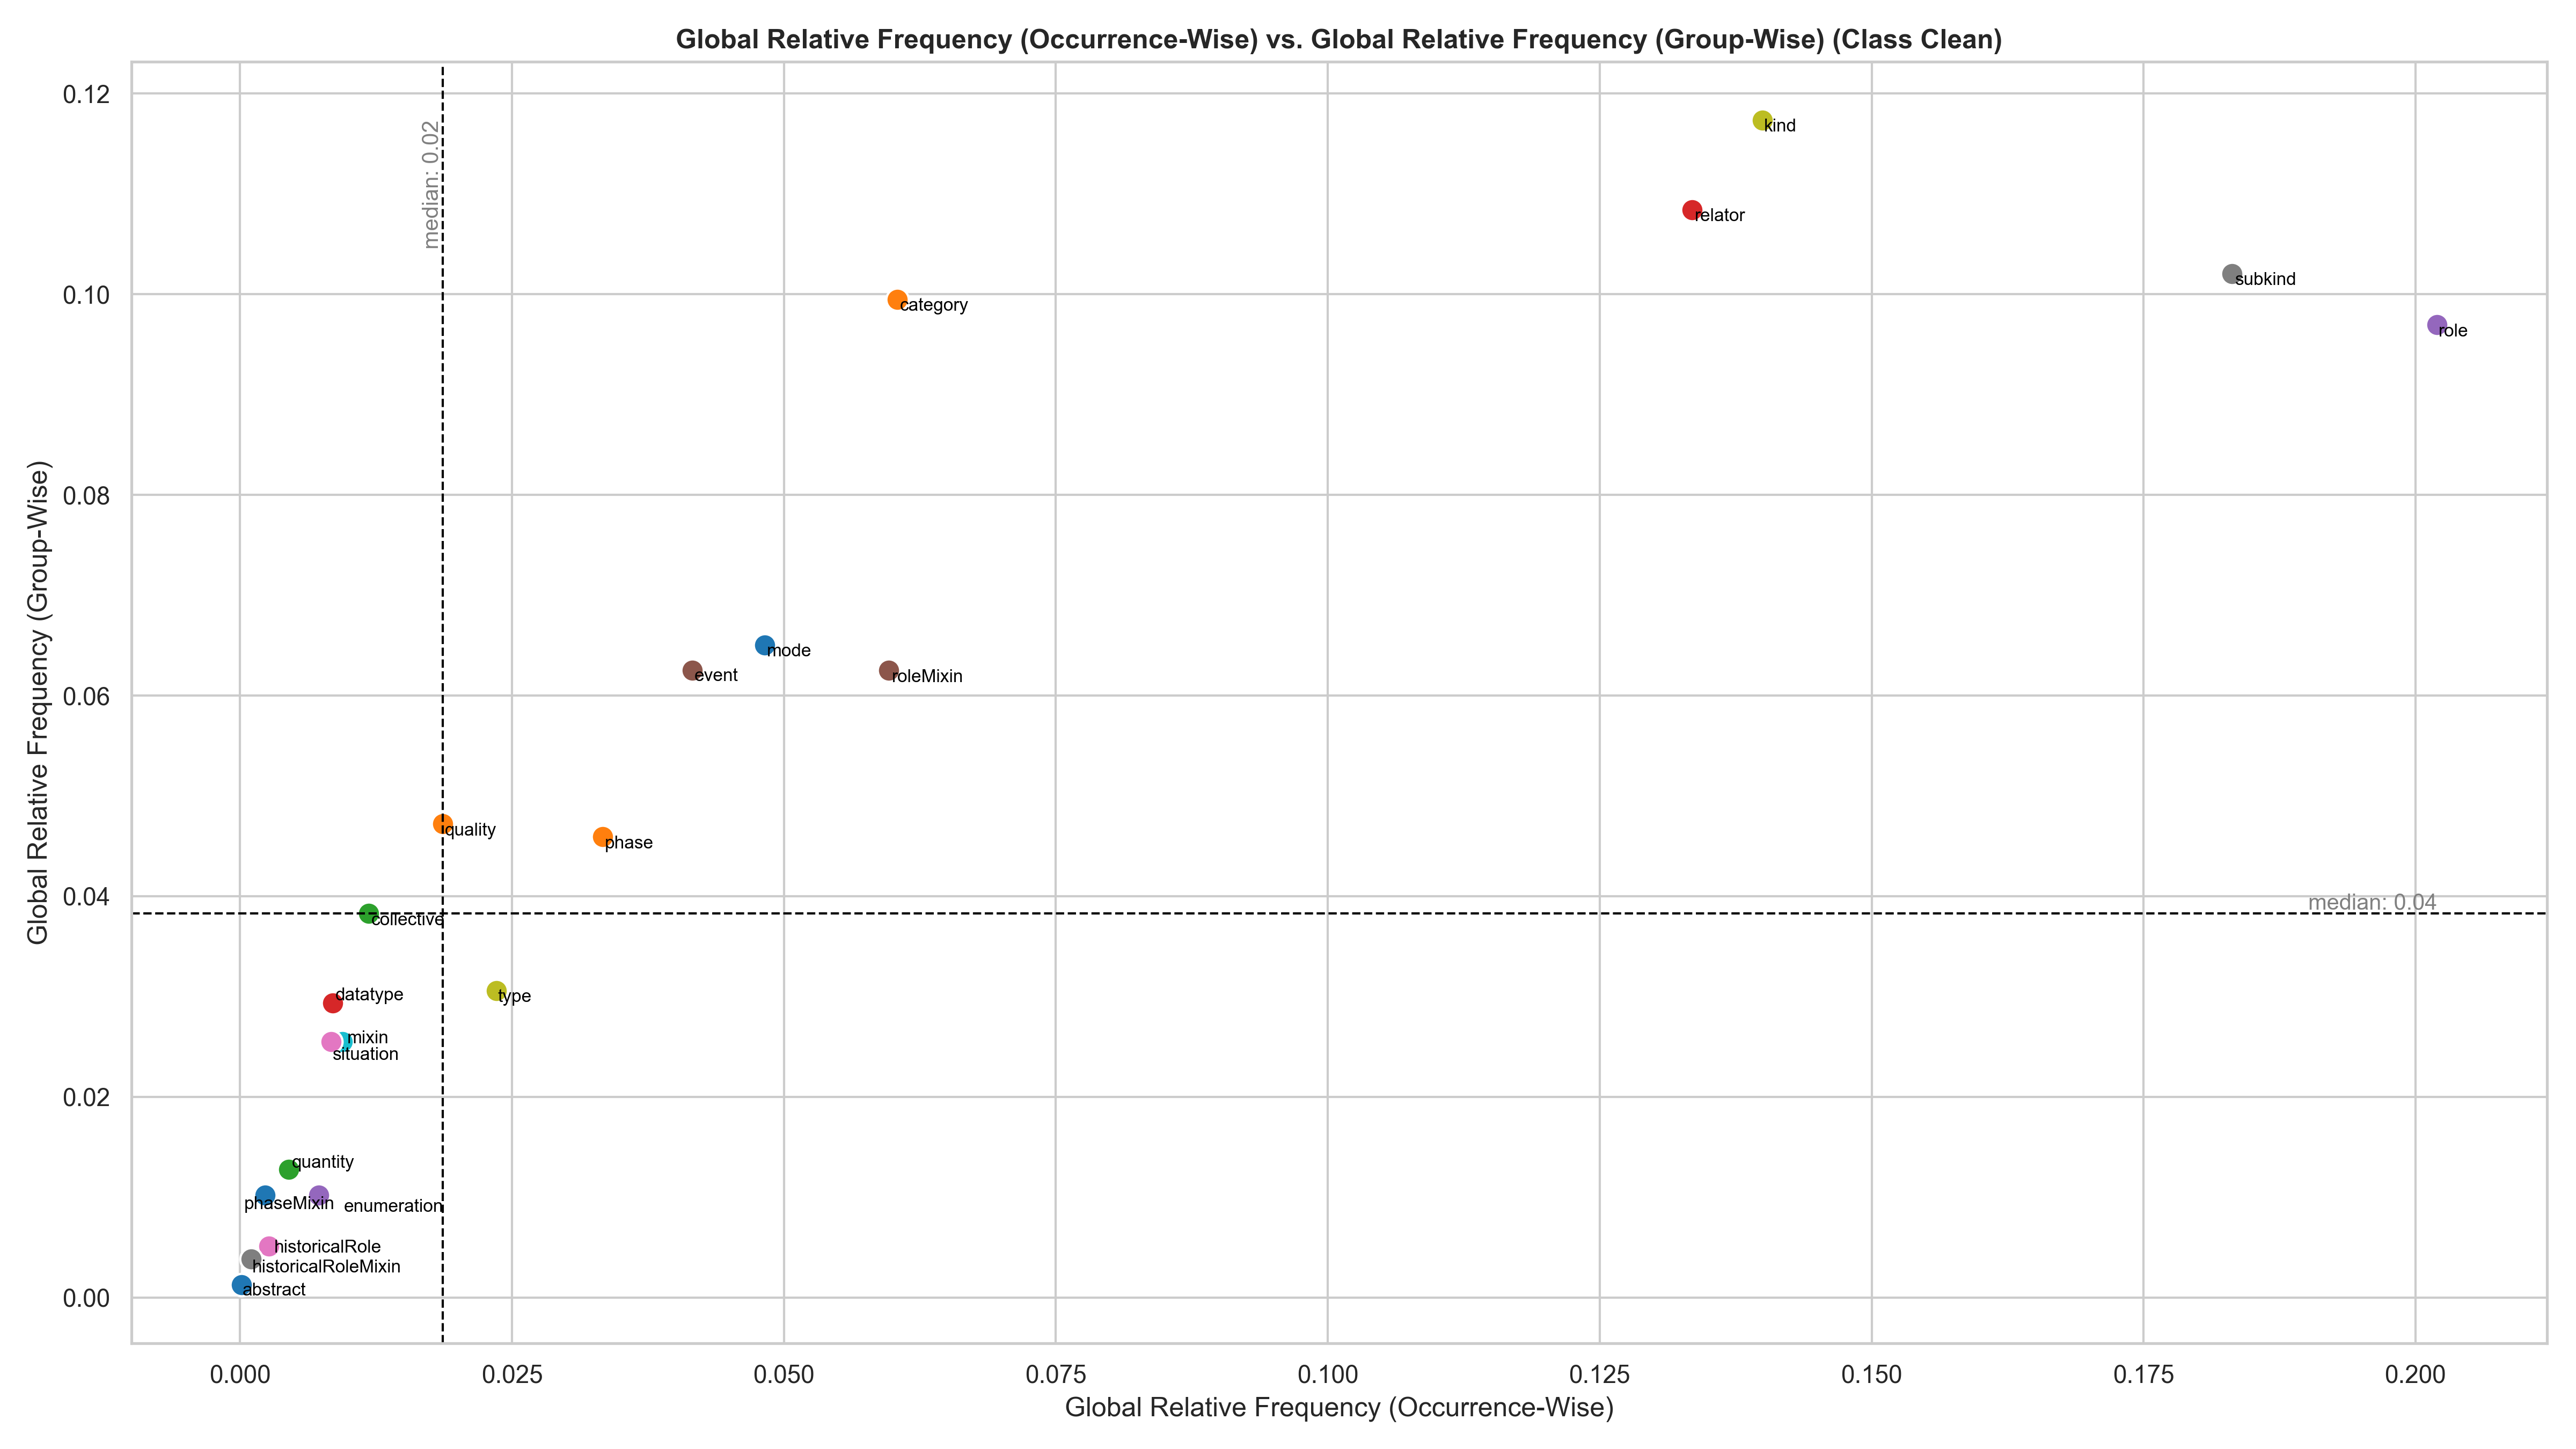 Global Relative Frequency (Occurrence-Wise) vs. Global Relative Frequency (Group-Wise) (Class Clean)
0.12
0.10
0.08
0.06
0.04
0.02
0.00
Global Relative Frequency (Group-Wise)
median: 0.02
median: 0.04
kind
relator
subkind
category
role
mode
event
roleMixin
quality
phase
collective
datatype
type
mixin
situation
quantity
phaseMixin
enumeration
historicalRole
historicalRoleMixin
abstract
0.000
0.025
0.050
0.075
0.100
0.125
0.150
0.175
0.200
Global Relative Frequency (Occurrence-Wise)